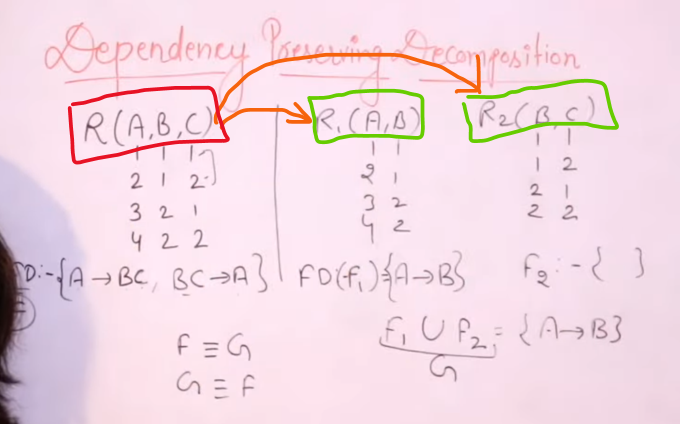 Dependency Preserving Decomposition
R(A,B,C) R₁(A,B) R₂(B,C)
1 1 1 1 1 1 1
2 1 2 2 1 1 2
3 2 1 3 2 2 1
4 2 2 4 2 2 2
FD:-{A→BC, BC→A} FD(f₁)={A→B} F₂:-{ }
F
F≡G F₁∪F₂={A→B}
G≡F G